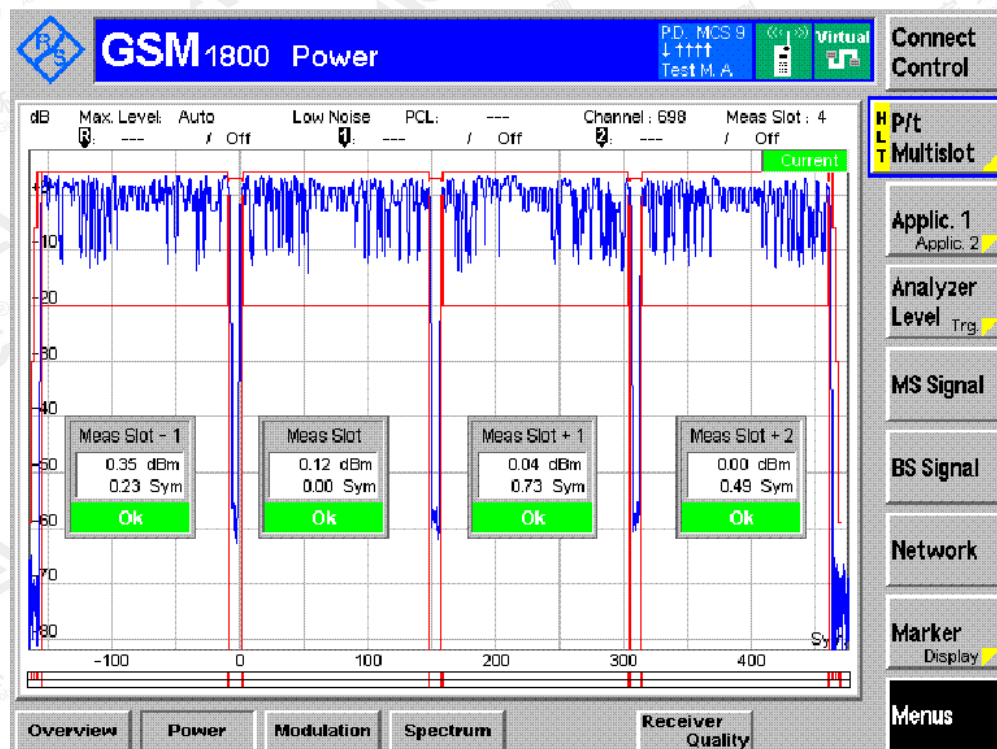 R S
GSM 1800 Power
P.D. MCS 9
↓ ↑↑↑↑
Test M. A
Virtual
Connect
Control
dB Max. Level: Auto Low Noise PCL: --- Channel : 698 Meas Slot : 4
R: --- / Off 1: --- / Off 2: --- / Off
Current
H
L
T
P/t
Multislot
Applic. 1
Applic. 2
Analyzer
Level Trg.
MS Signal
BS Signal
Network
Marker
Display
Menus
-10
-20
-30
-40
-50
-60
-70
-80
Meas Slot - 1
0.35 dBm
0.23 Sym
Ok
Meas Slot
0.12 dBm
0.00 Sym
Ok
Meas Slot + 1
0.04 dBm
0.73 Sym
Ok
Meas Slot + 2
0.00 dBm
0.49 Sym
Ok
-100 0 100 200 300 400
Overview Power Modulation Spectrum Receiver Quality